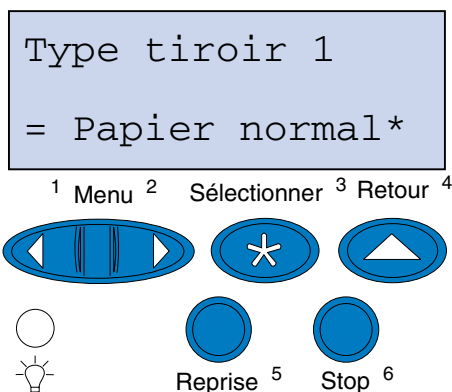 Type tiroir 1
= Papier normal*
1 Menu 2 Sélectionner 3 Retour 4
Reprise 5 Stop 6